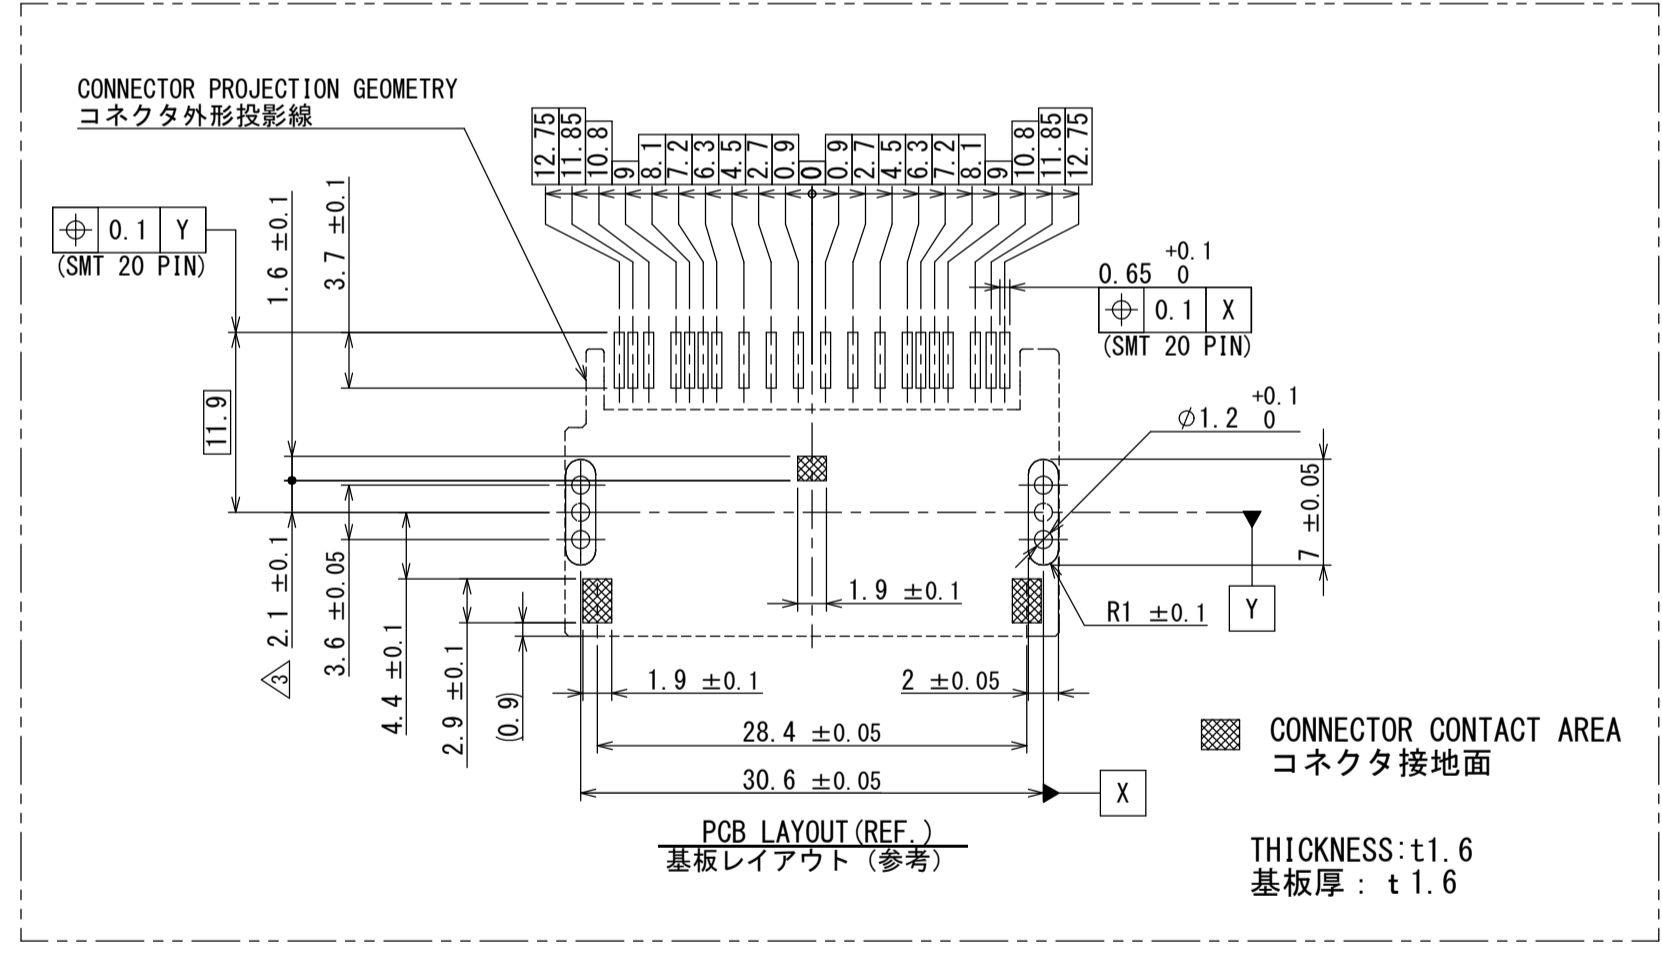 CONNECTOR PROJECTION GEOMETRY
コネクタ外形投影線
12.75
11.85
10.8
9
8.1
7.2
6.3
4.5
2.7
0.9
0
0.9
2.7
4.5
6.3
7.2
8.1
9
10.8
11.85
12.75
⌖ 0.1 Y
(SMT 20 PIN)
1.6 ±0.1
3.7 ±0.1
0.65 +0.1 0
⌖ 0.1 X
(SMT 20 PIN)
11.9
⌀1.2 +0.1 0
7 ±0.05
3 2.1 ±0.1
3.6 ±0.05
4.4 ±0.1
2.9 ±0.1
(0.9)
1.9 ±0.1
R1 ±0.1
Y
1.9 ±0.1
2 ±0.05
28.4 ±0.05
30.6 ±0.05
X
CONNECTOR CONTACT AREA
コネクタ接地面
PCB LAYOUT(REF.)
基板レイアウト (参考)
THICKNESS:t1.6
基板厚: t1.6